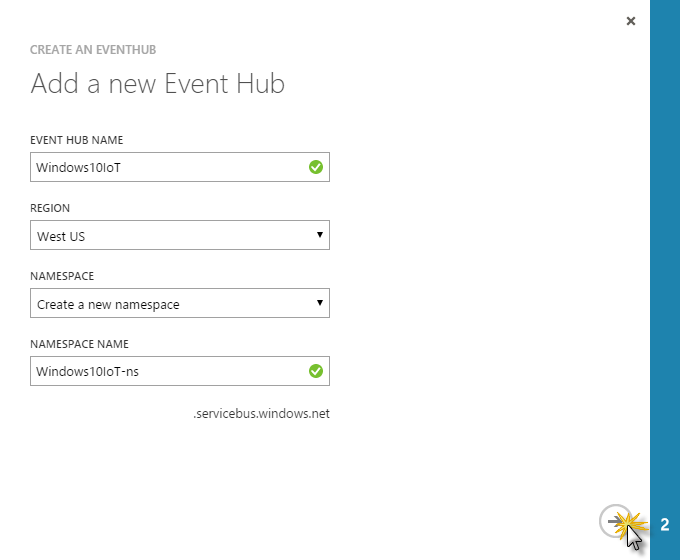 CREATE AN EVENTHUB
Add a new Event Hub
EVENT HUB NAME
Windows10IoT
REGION
West US
NAMESPACE
Create a new namespace
NAMESPACE NAME
Windows10IoT-ns
.servicebus.windows.net
2